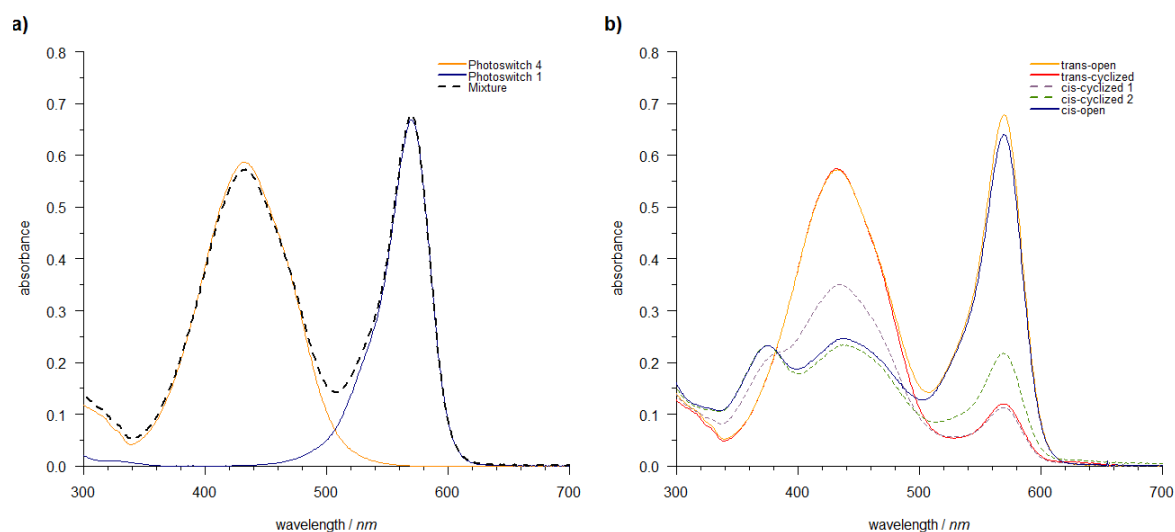 a)
0.8
0.7
0.6
0.5
0.4
0.3
0.2
0.1
0.0
absorbance
300
400
500
600
700
wavelength / nm
Photoswitch 4
Photoswitch 1
Mixture
b)
0.8
0.7
0.6
0.5
0.4
0.3
0.2
0.1
0.0
absorbance
300
400
500
600
700
wavelength / nm
trans-open
trans-cyclized
cis-cyclized 1
cis-cyclized 2
cis-open